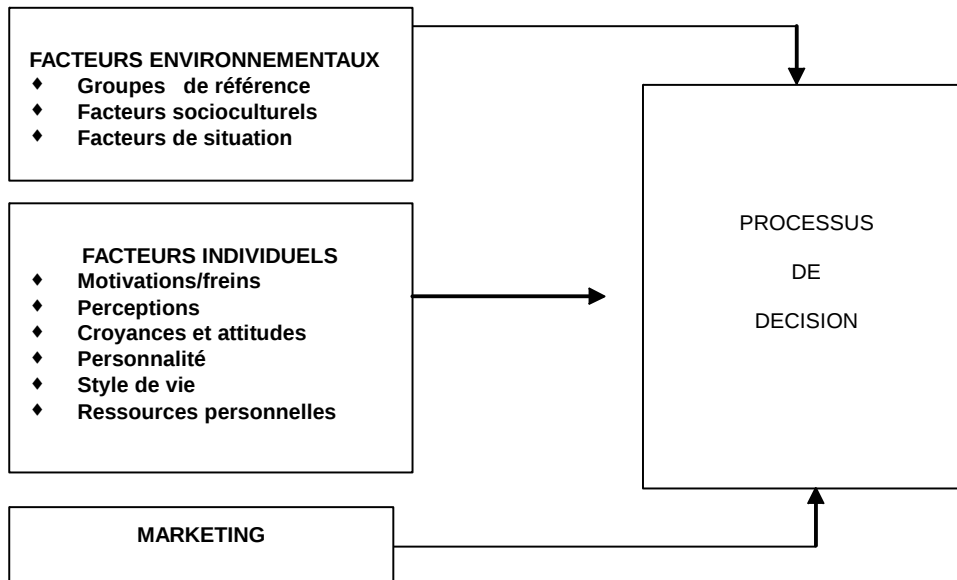 FACTEURS ENVIRONNEMENTAUX
♦ Groupes de référence
♦ Facteurs socioculturels
♦ Facteurs de situation
FACTEURS INDIVIDUELS
♦ Motivations/freins
♦ Perceptions
♦ Croyances et attitudes
♦ Personnalité
♦ Style de vie
♦ Ressources personnelles
PROCESSUS
DE
DECISION
MARKETING